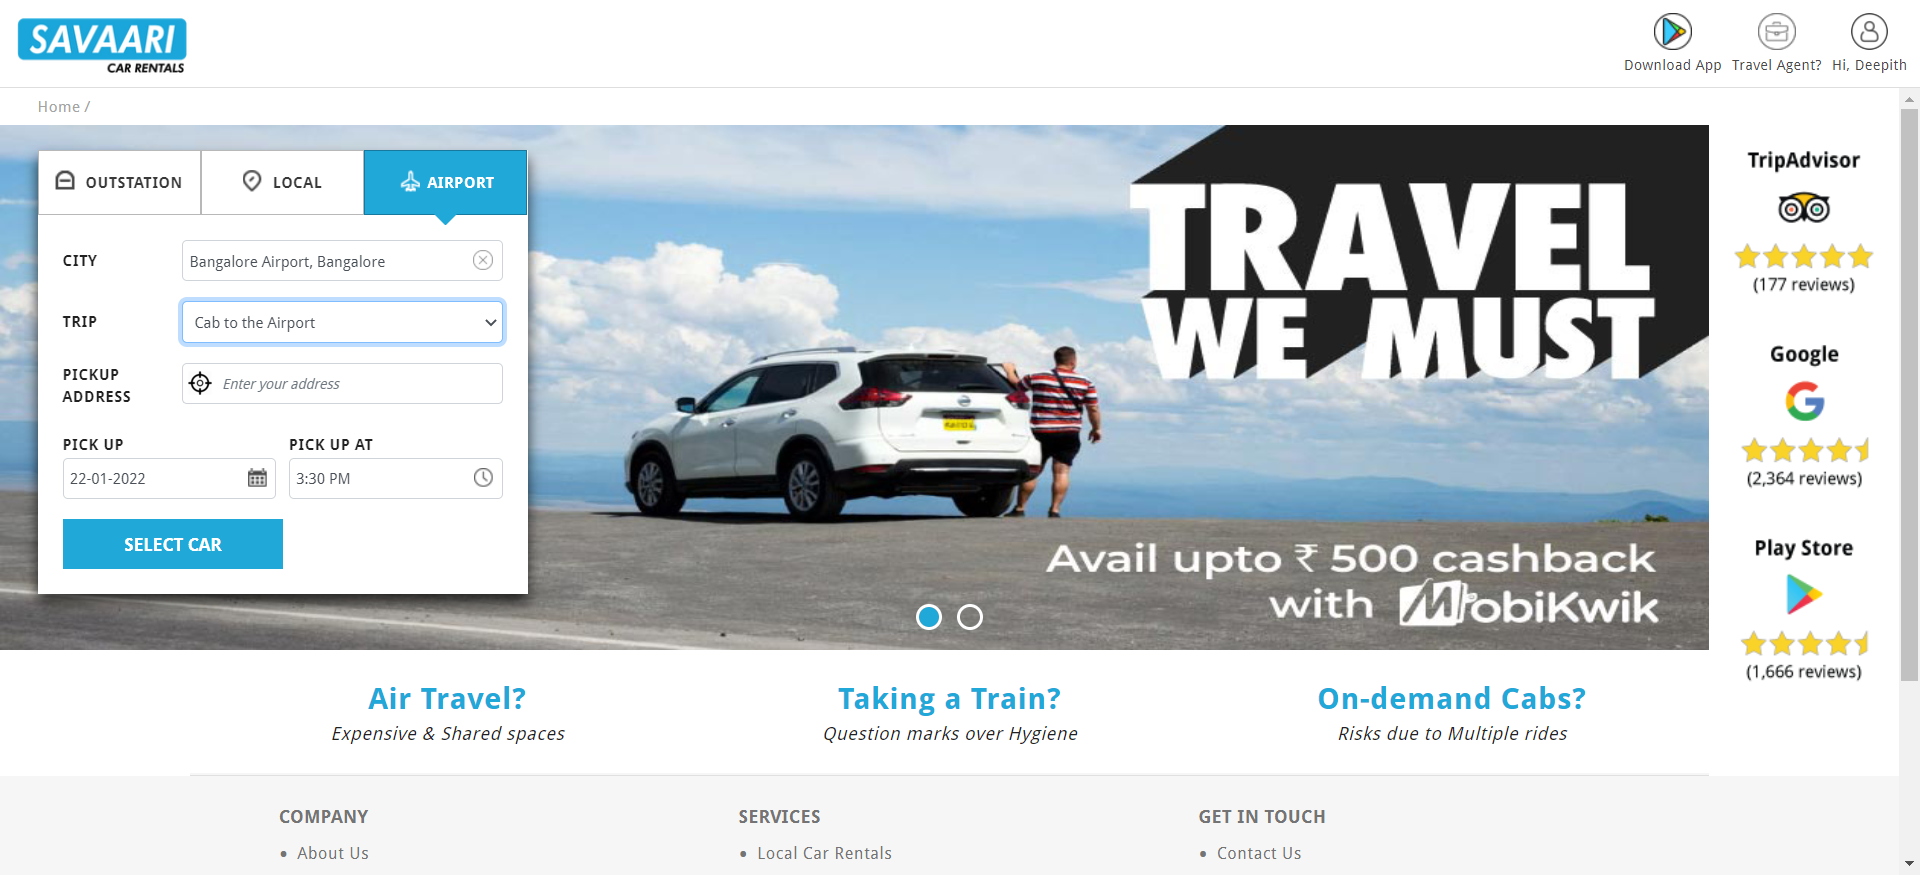 SAVAARI
CAR RENTALS
Download App
Travel Agent?
Hi, Deepith
Home /
OUTSTATION
LOCAL
AIRPORT
CITY
Bangalore Airport, Bangalore
TRIP
Cab to the Airport
PICKUP
ADDRESS
Enter your address
PICK UP
PICK UP AT
22-01-2022
3:30 PM
SELECT CAR
TRAVEL
WE MUST
Avail upto ₹ 500 cashback
with MobiKwik
TripAdvisor
(177 reviews)
Google
(2,364 reviews)
Play Store
(1,666 reviews)
Air Travel?
Expensive & Shared spaces
Taking a Train?
Question marks over Hygiene
On-demand Cabs?
Risks due to Multiple rides
COMPANY
• About Us
SERVICES
• Local Car Rentals
GET IN TOUCH
• Contact Us